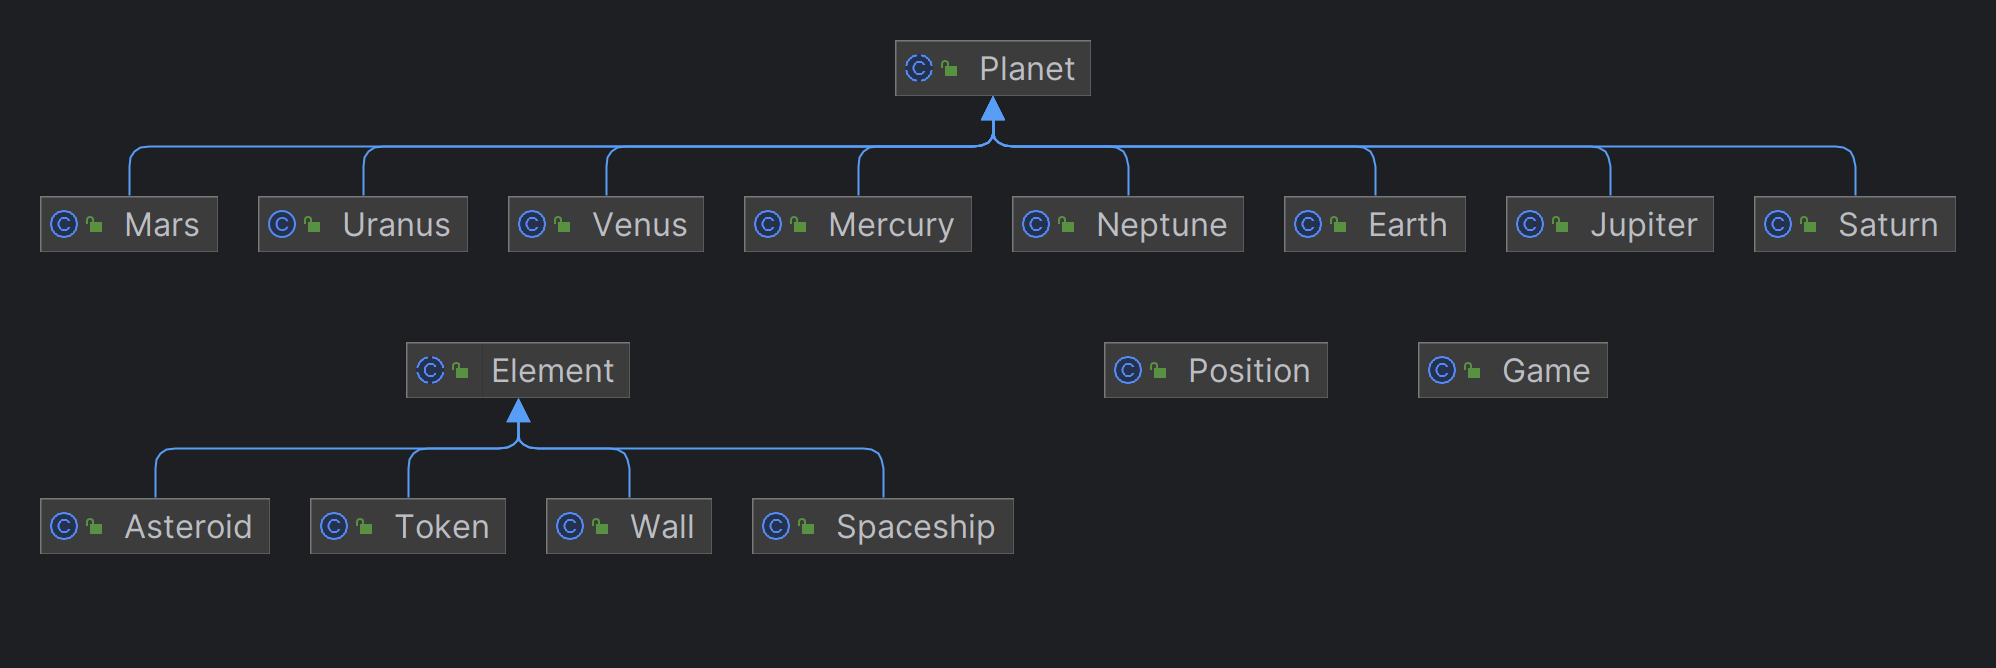 Planet
Mars Uranus Venus Mercury Neptune Earth Jupiter Saturn
Element Position Game
Asteroid Token Wall Spaceship